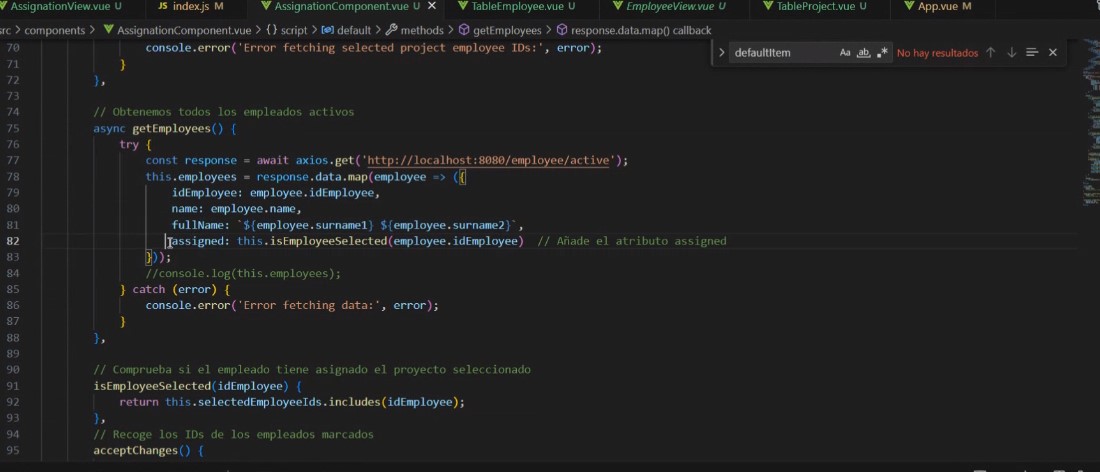 AssignationView.vue U
JS index.js M
AssignationComponent.vue U
TableEmployee.vue U
EmployeeView.vue U
TableProject.vue U
App.vue M
src > components > AssignationComponent.vue > {} script > default > methods > getEmployees > response.data.map() callback
defaultItem Aa ab .* No hay resultados
70 console.error('Error fetching selected project employee IDs:', error);
71 }
72 },
73
74 // Obtenemos todos los empleados activos
75 async getEmployees() {
76 try {
77 const response = await axios.get('http://localhost:8080/employee/active');
78 this.employees = response.data.map(employee => ({
79 idEmployee: employee.idEmployee,
80 name: employee.name,
81 fullName: `${employee.surname1} ${employee.surname2}`,
82 assigned: this.isEmployeeSelected(employee.idEmployee) // Añade el atributo assigned
83 }));
84 //console.log(this.employees);
85 } catch (error) {
86 console.error('Error fetching data:', error);
87 }
88 },
89
90 // Comprueba si el empleado tiene asignado el proyecto seleccionado
91 isEmployeeSelected(idEmployee) {
92 return this.selectedEmployeeIds.includes(idEmployee);
93 },
94 // Recoge los IDs de los empleados marcados
95 acceptChanges() {